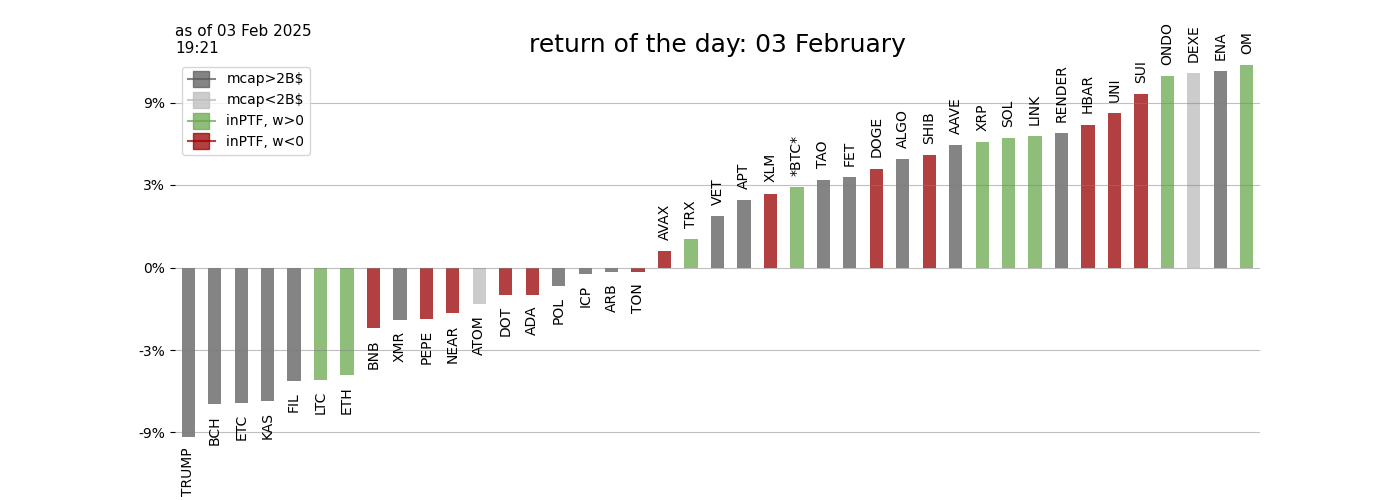 as of 03 Feb 2025
19:21
return of the day: 03 February
mcap>2B$
mcap<2B$
inPTF, w>0
inPTF, w<0
9%
3%
0%
-3%
-9%
TRUMP
BCH
ETC
KAS
FIL
LTC
ETH
BNB
XMR
PEPE
NEAR
ATOM
DOT
ADA
POL
ICP
ARB
TON
AVAX
TRX
VET
APT
XLM
*BTC*
TAO
FET
DOGE
ALGO
SHIB
AAVE
XRP
SOL
LINK
RENDER
HBAR
UNI
SUI
ONDO
DEXE
ENA
OM